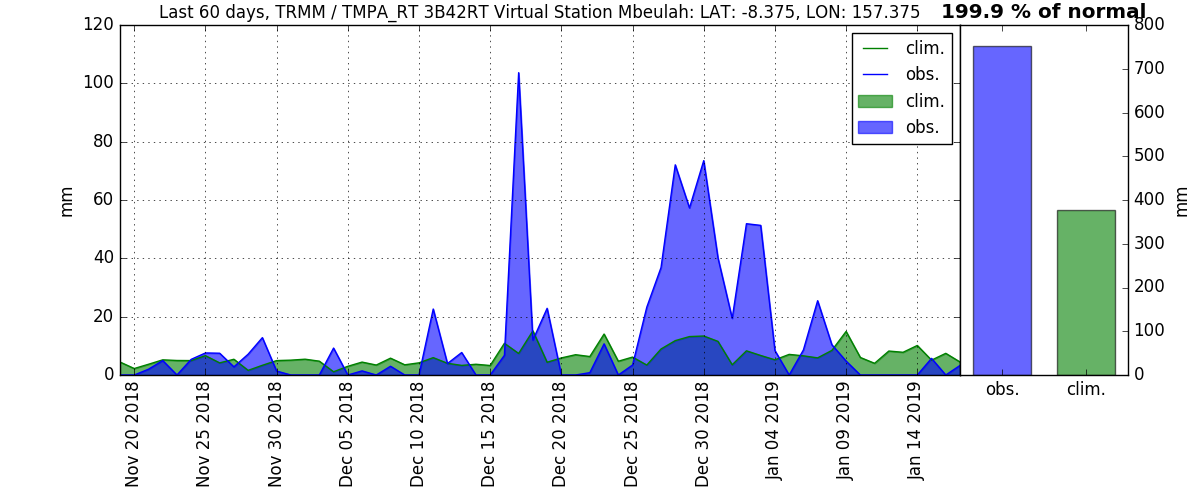 Last 60 days, TRMM / TMPA_RT 3B42RT Virtual Station Mbeulah: LAT: -8.375, LON: 157.375
199.9 % of normal
120
100
80
60
40
20
0
mm
clim.
obs.
clim.
obs.
Nov 20 2018
Nov 25 2018
Nov 30 2018
Dec 05 2018
Dec 10 2018
Dec 15 2018
Dec 20 2018
Dec 25 2018
Dec 30 2018
Jan 04 2019
Jan 09 2019
Jan 14 2019
800
700
600
500
400
300
200
100
0
mm
obs.
clim.